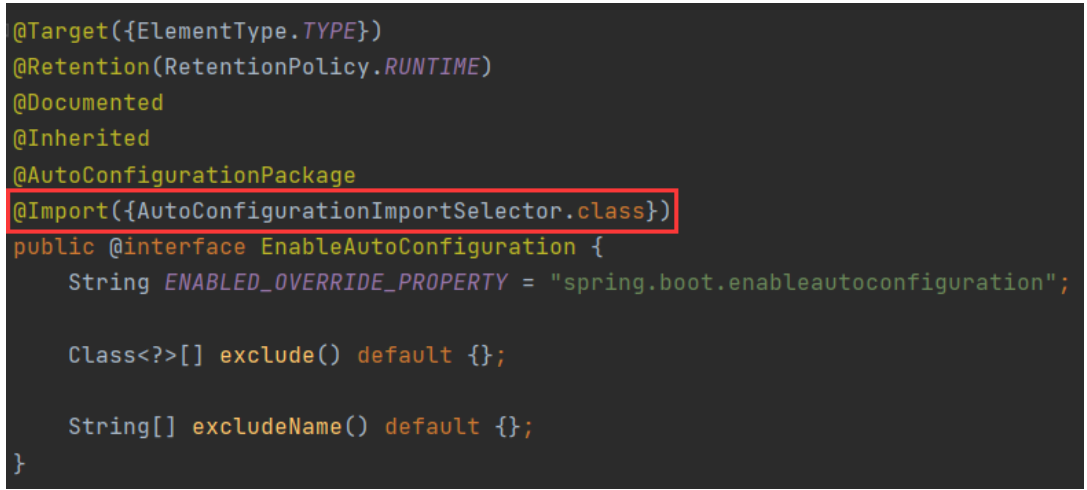 @Target({ElementType.TYPE})
@Retention(RetentionPolicy.RUNTIME)
@Documented
@Inherited
@AutoConfigurationPackage
@Import({AutoConfigurationImportSelector.class})
public @interface EnableAutoConfiguration {
    String ENABLED_OVERRIDE_PROPERTY = "spring.boot.enableautoconfiguration";
    Class<?>[] exclude() default {};
    String[] excludeName() default {};
}